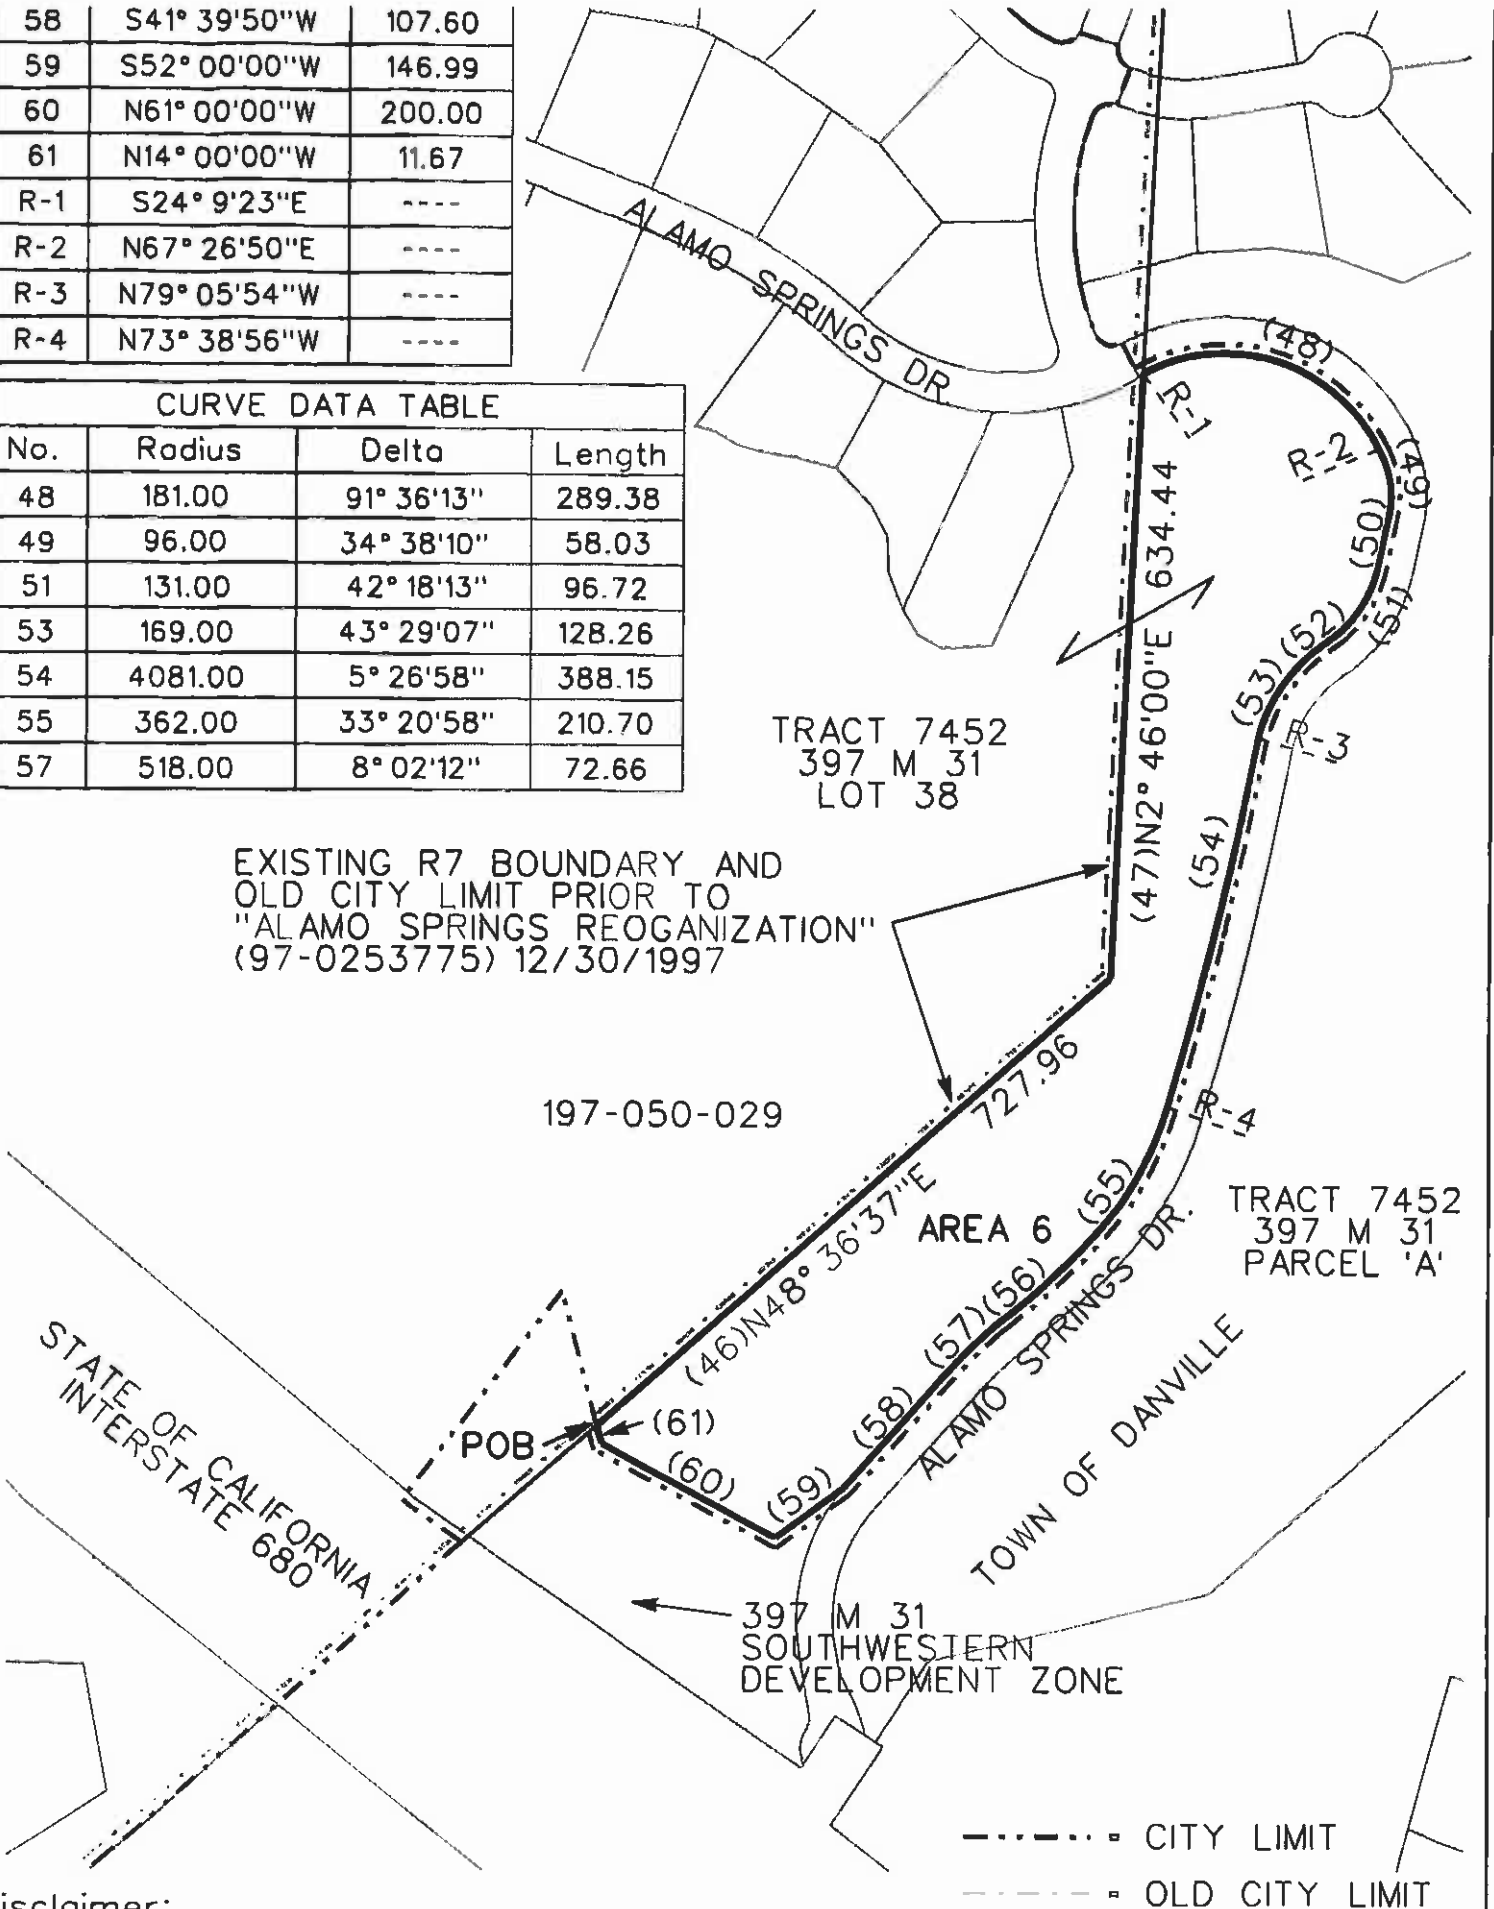 58 S41° 39'50"W 107.60
59 S52° 00'00"W 146.99
60 N61° 00'00"W 200.00
61 N14° 00'00"W 11.67
R-1 S24° 9'23"E ----
R-2 N67° 26'50"E ----
R-3 N79° 05'54"W ----
R-4 N73° 38'56"W ----
CURVE DATA TABLE
No. Radius Delta Length
48 181.00 91° 36'13" 289.38
49 96.00 34° 38'10" 58.03
51 131.00 42° 18'13" 96.72
53 169.00 43° 29'07" 128.26
54 4081.00 5° 26'58" 388.15
55 362.00 33° 20'58" 210.70
57 518.00 8° 02'12" 72.66
ALAMO SPRINGS DR.
(48)
R-1
R-2
(49)
(50)
(51)
(52)
(53)
R-3
(47)N2° 46'00"E 634.44
(54)
TRACT 7452
397 M 31
LOT 38
EXISTING R7 BOUNDARY AND
OLD CITY LIMIT PRIOR TO
"ALAMO SPRINGS REOGANIZATION"
(97-0253775) 12/30/1997
197-050-029
(46)N48° 36'37"E 727.96
R-4
AREA 6
(55)
TRACT 7452
397 M 31
PARCEL 'A'
(56)
(57)
(58)
ALAMO SPRINGS DR.
TOWN OF DANVILLE
STATE OF CALIFORNIA
INTERSTATE 680
POB
(61)
(60)
(59)
397 M 31
SOUTHWESTERN
DEVELOPMENT ZONE
CITY LIMIT
OLD CITY LIMIT
isclaimer: